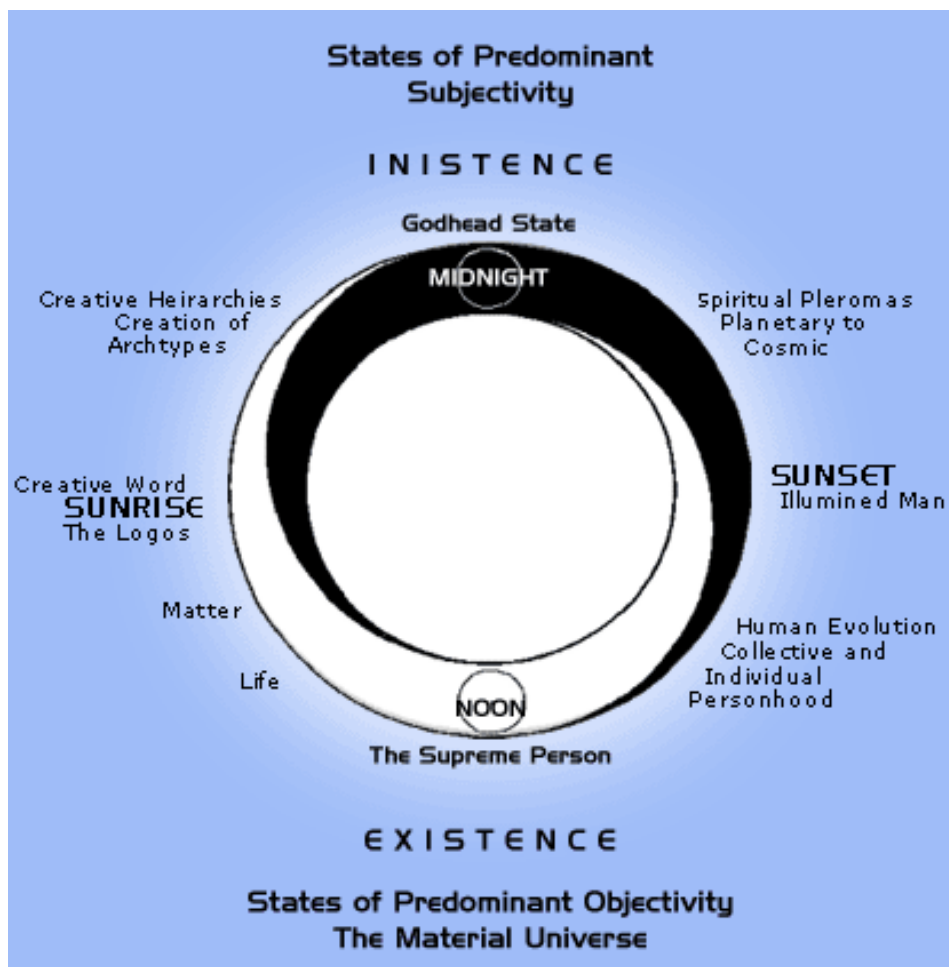 States of Predominant
Subjectivity
INISTENCE
Godhead State
MIDNIGHT
Creative Heirarchies
Creation of
Archtypes
Spiritual Pleromas
Planetary to
Cosmic
Creative Word
SUNRISE
The Logos
SUNSET
Illumined Man
Matter
Life
Human Evolution
Collective and
Individual
Personhood
NOON
The Supreme Person
EXISTENCE
States of Predominant Objectivity
The Material Universe